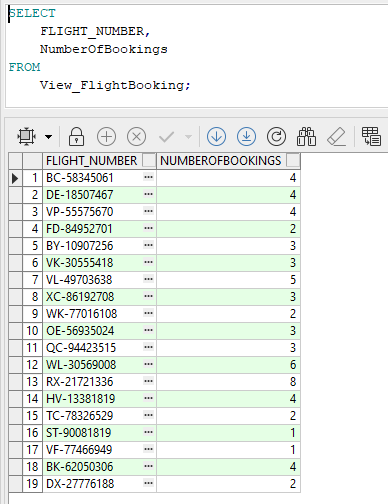 SELECT
FLIGHT_NUMBER,
NumberOfBookings
FROM
View_FlightBooking;
FLIGHT_NUMBER NUMBEROFBOOKINGS
1 BC-58345061 ... 4
2 DE-18507467 ... 4
3 VP-55575670 ... 4
4 FD-84952701 ... 2
5 BY-10907256 ... 3
6 VK-30555418 ... 3
7 VL-49703638 ... 5
8 XC-86192708 ... 3
9 WK-77016108 ... 2
10 OE-56935024 ... 3
11 QC-94423515 ... 3
12 WL-30569008 ... 6
13 RX-21721336 ... 8
14 HV-13381819 ... 4
15 TC-78326529 ... 2
16 ST-90081819 ... 1
17 VF-77466949 ... 1
18 BK-62050306 ... 4
19 DX-27776188 ... 2